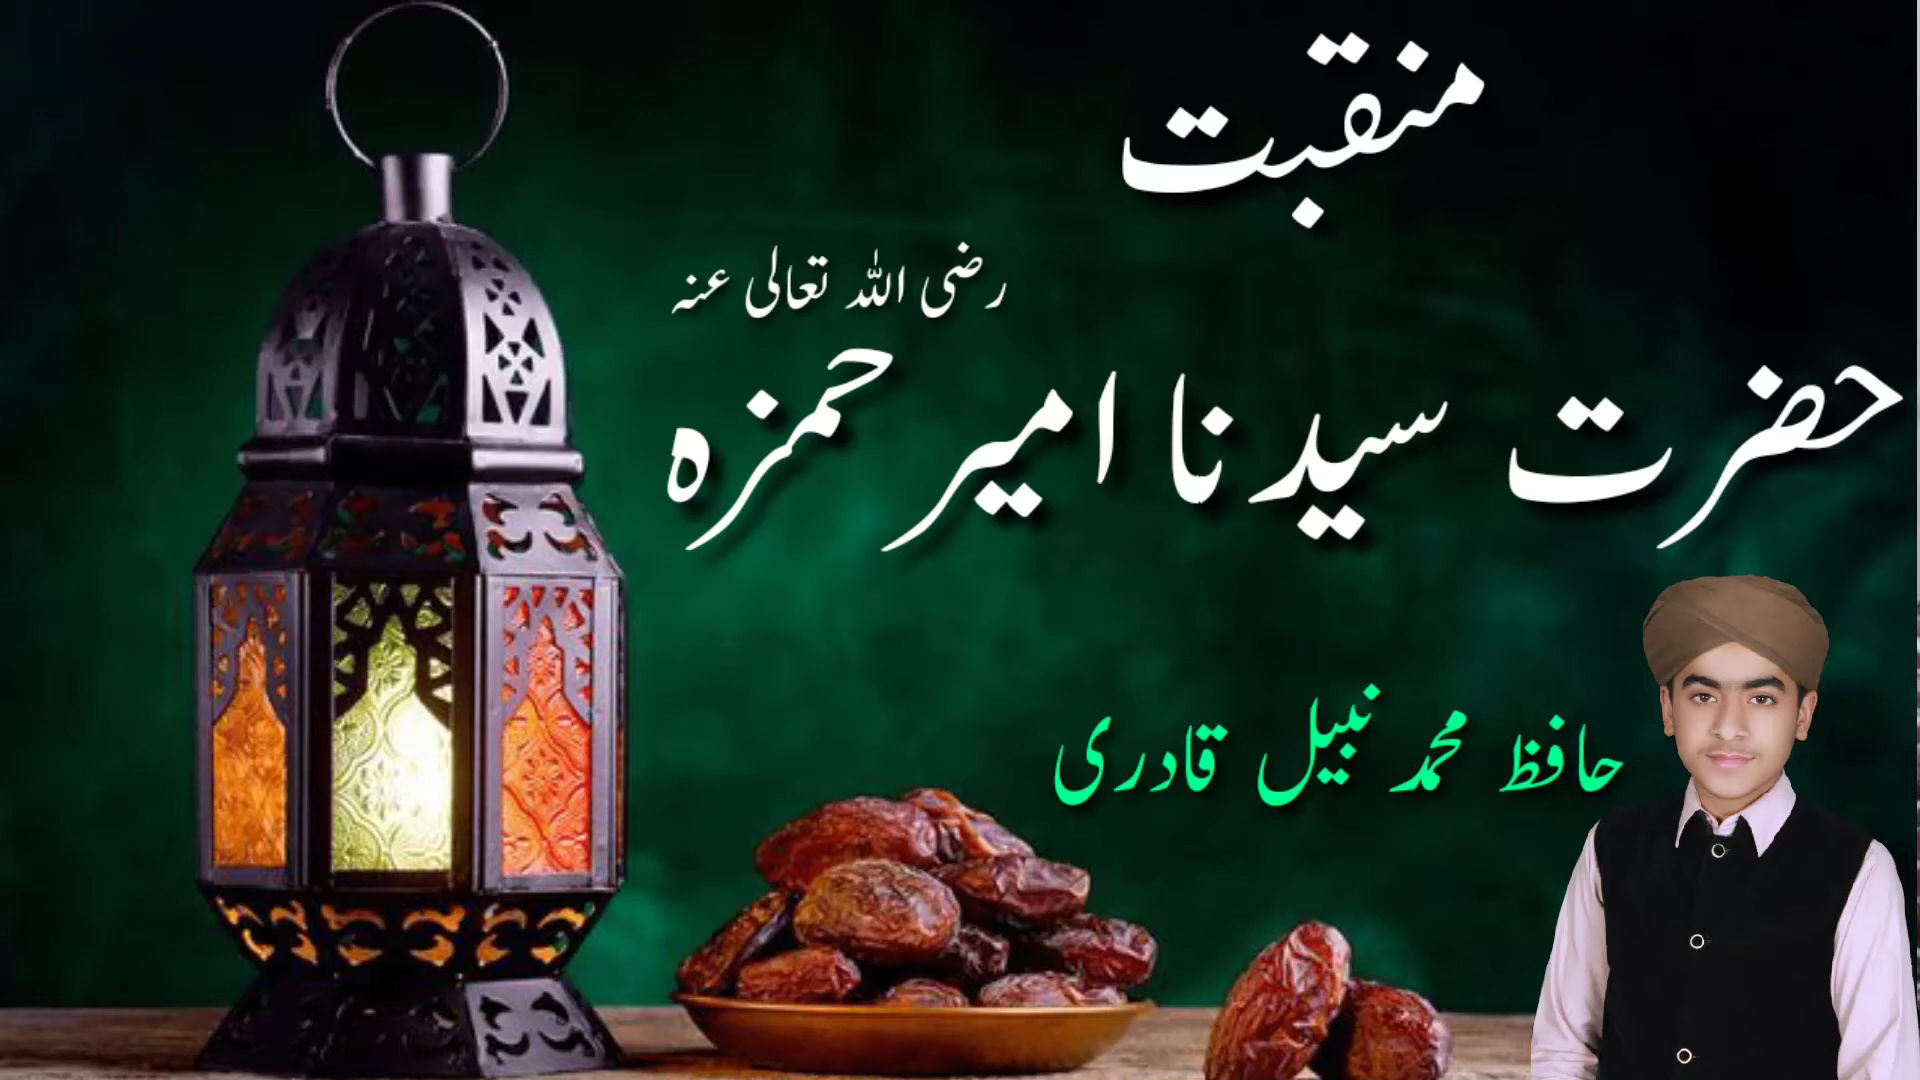 منقبت
رضی اللہ تعالی عنہ
حضرت سیدنا امیر حمزہ
حافظ محمد نبیل قادری